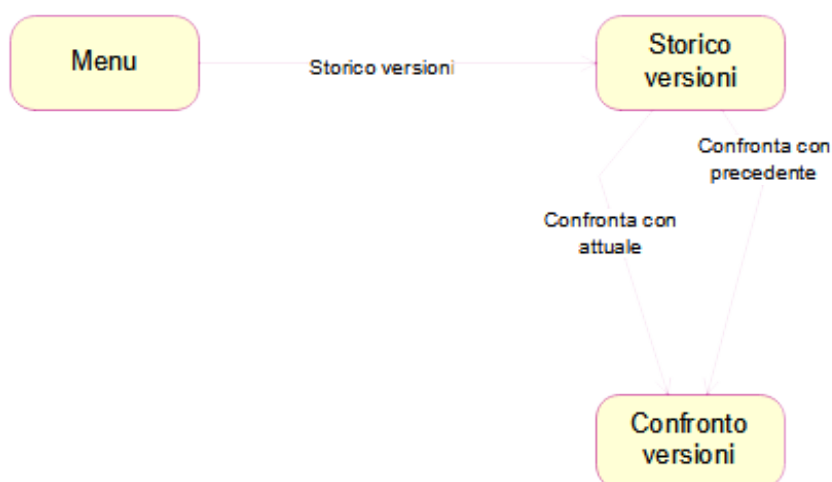 Menu
Storico versioni
Storico
versioni
Confronta con
precedente
Confronta con
attuale
Confronto
versioni